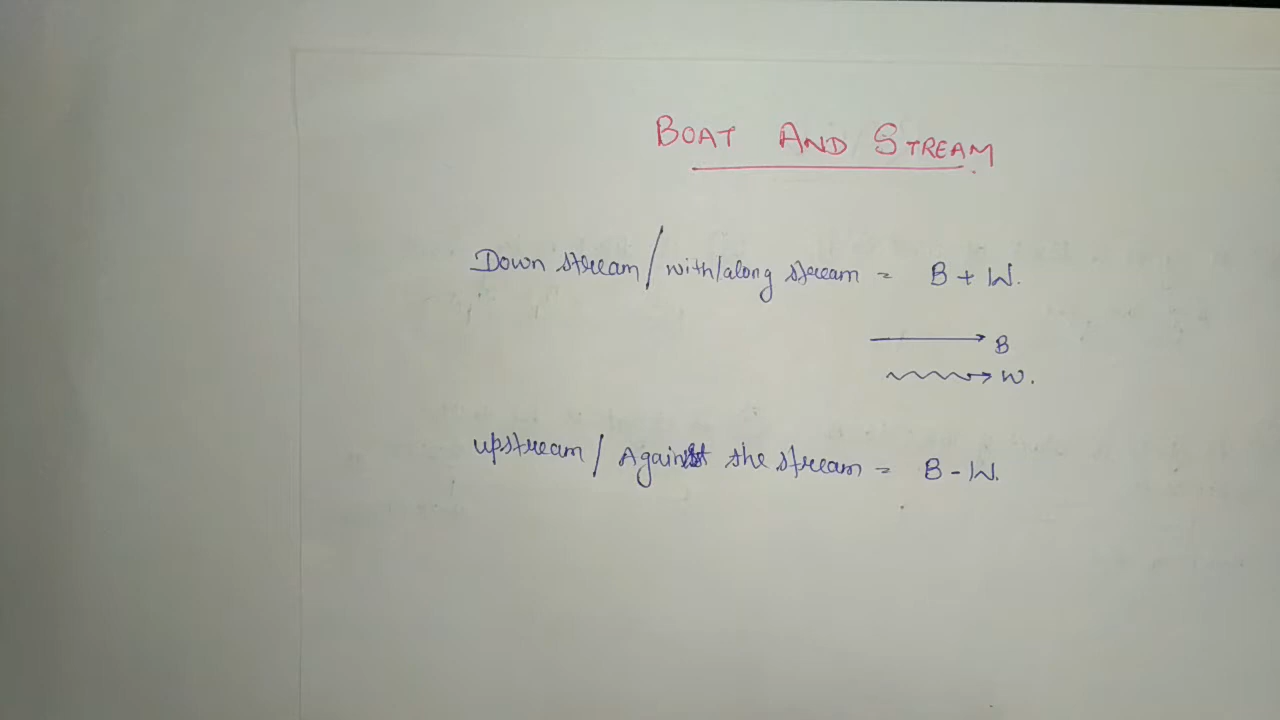 BOAT AND STREAM
Down stream / with/along stream = B + W.
B
W.
upstream / Against the stream = B - W.